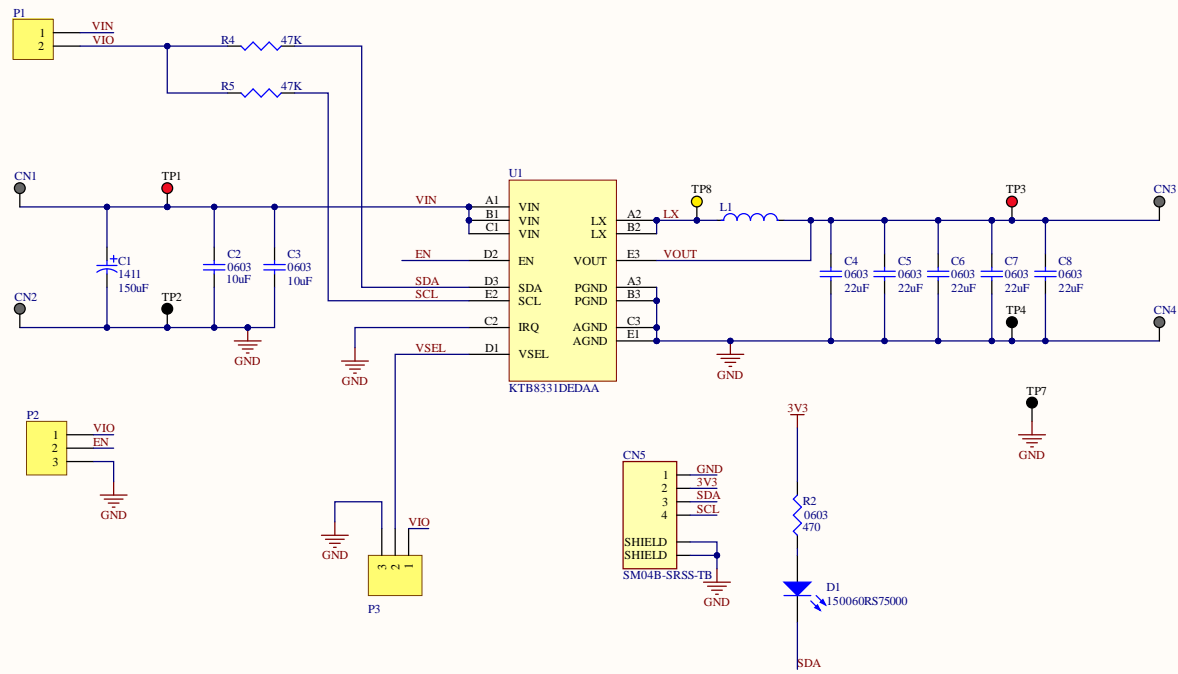 P1
1 VIN
2 VIO
R4 47K
R5 47K
CN1
TP1
CN2
TP2
C1
1411
150uF
C2
0603
10uF
C3
0603
10uF
GND
VIN
EN
SDA
SCL
GND
VSEL
U1
A1 VIN
B1 VIN
C1 VIN
D2 EN
D3 SDA
E2 SCL
C2 IRQ
D1 VSEL
LX A2
LX B2
VOUT E3
PGND A3
PGND B3
AGND C3
AGND E1
KTB8331DEDAA
LX
TP8
L1
VOUT
TP3
CN3
C4
0603
22uF
C5
0603
22uF
C6
0603
22uF
C7
0603
22uF
C8
0603
22uF
TP4
CN4
GND
TP7
GND
P2
1 VIO
2 EN
3
GND
GND
VIO
3 2 1
P3
CN5
1 GND
2 3V3
3 SDA
4 SCL
SHIELD
SHIELD
SM04B-SRSS-TB
GND
3V3
R2
0603
470
D1
150060RS75000
SDA